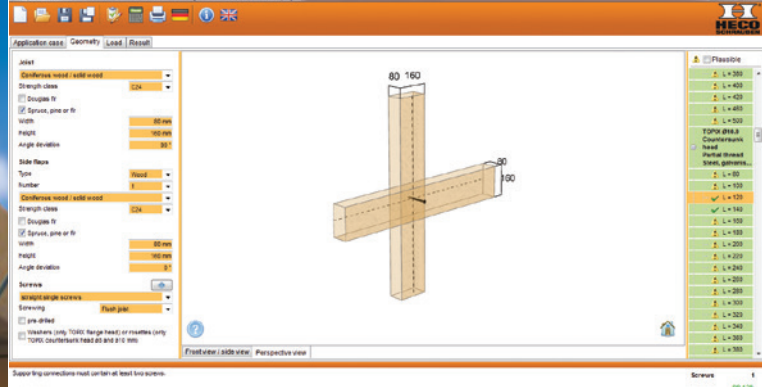 HECO
SCHRAUBEN
Application case Geometry Load Result
Joist
Coniferous wood / solid wood
Strength class C24
Douglas fir
Spruce, pine or fir
Width 80 mm
Height 160 mm
Angle deviation 90 °
Side flaps
Type Wood
Number 1
Coniferous wood / solid wood
Strength class C24
Douglas fir
Spruce, pine or fir
Width 80 mm
Height 160 mm
Angle deviation 0 °
Screws
straight single screws
Screwing Flush joist
pre-drilled
Washers (only TOPIX flange head) or rosettes (only
TOPIX countersunk head ø8 and ø10 mm)
80 160
80
160
Front view / side view Perspective view
Plausible
L = 380
L = 400
L = 420
L = 460
L = 500
Countersunk
head
Partial thread
Steel, galvanis...
L = 80
L = 100
L = 120
L = 140
L = 160
L = 180
L = 200
L = 220
L = 240
L = 260
L = 280
L = 300
L = 320
L = 340
L = 360
L = 380
Supporting connections must contain at least two screws.
Screws 1